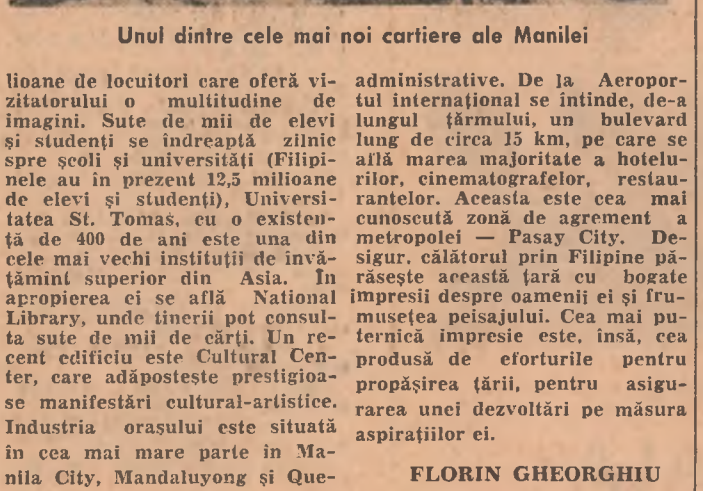 Unul dintre cele mai noi cartiere ale Manilei
lioane de locuitori care oferă vi-
zitatorului o multitudine de
imagini. Sute de mii de elevi
și studenți se îndreaptă zilnic
spre școli și universități (Filipi-
nele au în prezent 12,5 milioane
de elevi și studenți), Universi-
tatea St. Tomas, cu o existen-
ță de 400 de ani este una din
cele mai vechi instituții de învă-
țămînt superior din Asia. În
apropierea ei se află National
Library, unde tinerii pot consul-
ta sute de mii de cărți. Un re-
cent edificiu este Cultural Cen-
ter, care adăpostește prestigioa-
se manifestări cultural-artistice.
Industria orașului este situată
în cea mai mare parte în Ma-
nila City, Mandaluyong și Que-
administrative. De la Aeropor-
tul internațional se întinde, de-a
lungul țărmului, un bulevard
lung de circa 15 km, pe care se
află marea majoritate a hotelu-
rilor, cinematografelor, restau-
rantelor. Aceasta este cea mai
cunoscută zonă de agrement a
metropolei — Pasay City. De-
sigur, călătorul prin Filipine pă-
răsește această țară cu bogate
impresii despre oamenii ei și fru-
musețea peisajului. Cea mai pu-
ternică impresie este, însă, cea
produsă de eforturile pentru
propășirea țării, pentru asigu-
rarea unei dezvoltări pe măsura
aspirațiilor ei.
FLORIN GHEORGHIU